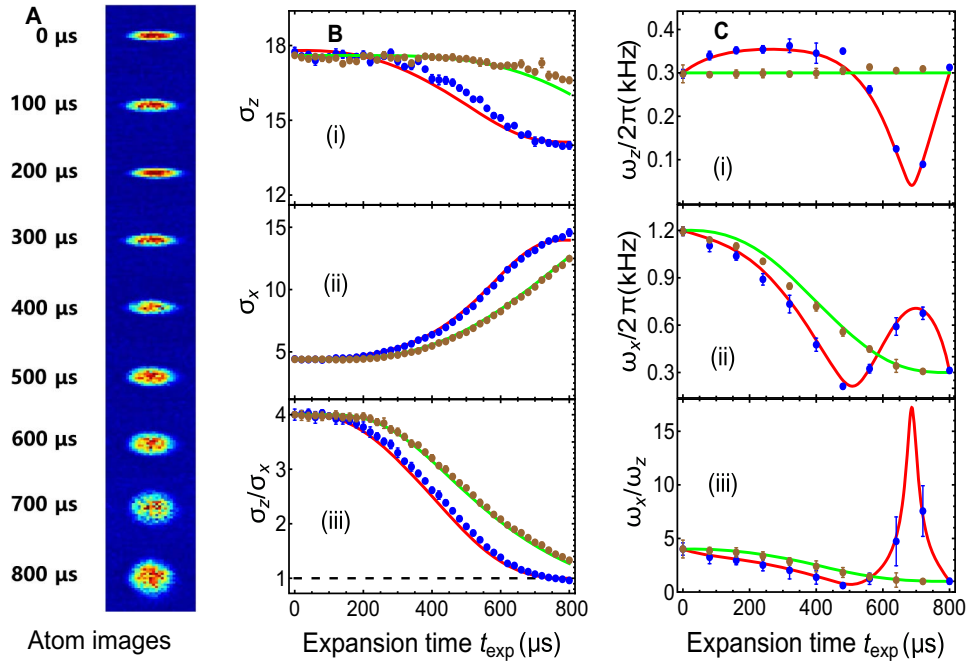 A
0 μs
100 μs
200 μs
300 μs
400 μs
500 μs
600 μs
700 μs
800 μs
Atom images
B
18
16
14
12
σz
(i)
15
10
5
σx
(ii)
4
3
2
1
σz/σx
(iii)
0 200 400 600 800
Expansion time texp (μs)
C
0.4
0.3
0.2
0.1
ωz/2π(kHz)
(i)
1.2
0.9
0.6
0.3
ωx/2π(kHz)
(ii)
15
10
5
0
ωx/ωz
(iii)
0 200 400 600 800
Expansion time texp (μs)